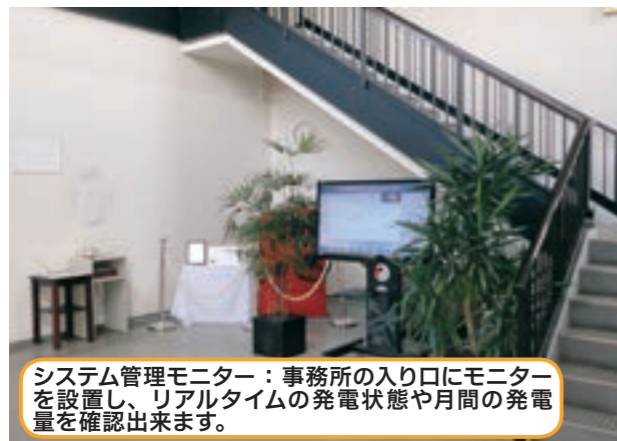 システム管理モニター：事務所の入り口にモニター
を設置し、リアルタイムの発電状態や月間の発電
量を確認出来ます。